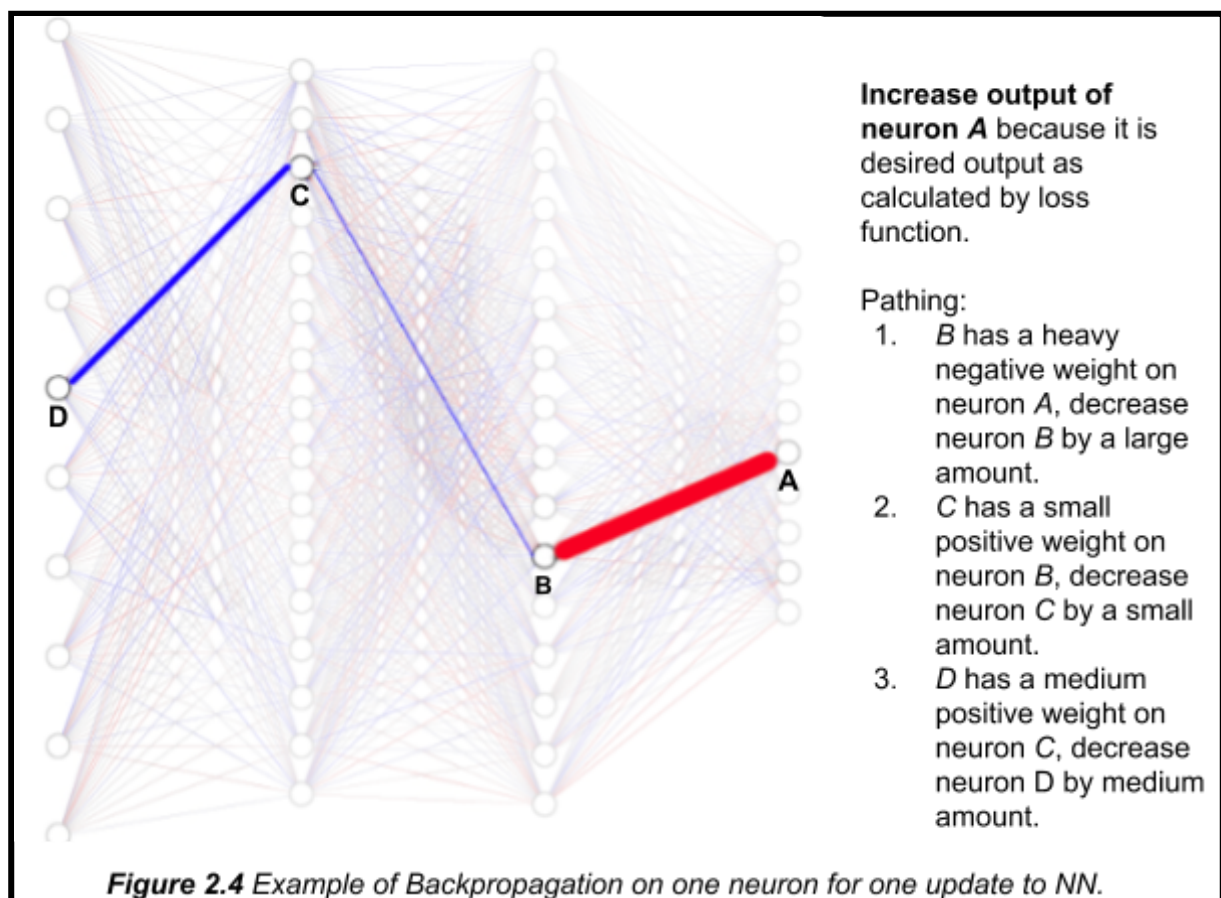 Increase output of
neuron A because it is
desired output as
calculated by loss
function.
Pathing:
1. B has a heavy
negative weight on
neuron A, decrease
neuron B by a large
amount.
2. C has a small
positive weight on
neuron B, decrease
neuron C by a small
amount.
3. D has a medium
positive weight on
neuron C, decrease
neuron D by medium
amount.
C
D
A
B
Figure 2.4 Example of Backpropagation on one neuron for one update to NN.